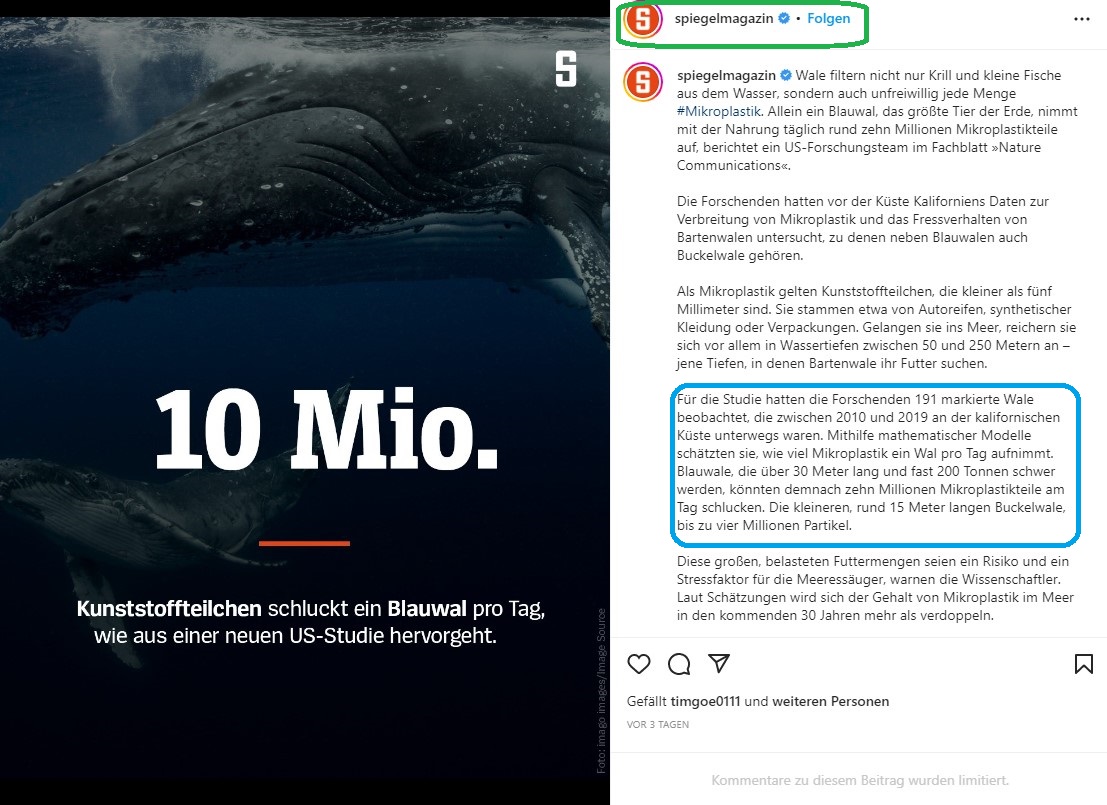 S
10 Mio.
Kunststoffteilchen schluckt ein Blauwal pro Tag,
wie aus einer neuen US-Studie hervorgeht.
Foto: imago images/Image Source
S
spiegelmagazin • Folgen
S
spiegelmagazin Wale filtern nicht nur Krill und kleine Fische
aus dem Wasser, sondern auch unfreiwillig jede Menge
#Mikroplastik. Allein ein Blauwal, das größte Tier der Erde, nimmt
mit der Nahrung täglich rund zehn Millionen Mikroplastikteile
auf, berichtet ein US-Forschungsteam im Fachblatt »Nature
Communications«.
Die Forschenden hatten vor der Küste Kaliforniens Daten zur
Verbreitung von Mikroplastik und das Fressverhalten von
Bartenwalen untersucht, zu denen neben Blauwalen auch
Buckelwale gehören.
Als Mikroplastik gelten Kunststoffteilchen, die kleiner als fünf
Millimeter sind. Sie stammen etwa von Autoreifen, synthetischer
Kleidung oder Verpackungen. Gelangen sie ins Meer, reichern sie
sich vor allem in Wassertiefen zwischen 50 und 250 Metern an –
jene Tiefen, in denen Bartenwale ihr Futter suchen.
Für die Studie hatten die Forschenden 191 markierte Wale
beobachtet, die zwischen 2010 und 2019 an der kalifornischen
Küste unterwegs waren. Mithilfe mathematischer Modelle
schätzten sie, wie viel Mikroplastik ein Wal pro Tag aufnimmt.
Blauwale, die über 30 Meter lang und fast 200 Tonnen schwer
werden, könnten demnach zehn Millionen Mikroplastikteile am
Tag schlucken. Die kleineren, rund 15 Meter langen Buckelwale,
bis zu vier Millionen Partikel.
Diese großen, belasteten Futtermengen seien ein Risiko und ein
Stressfaktor für die Meeressäuger, warnen die Wissenschaftler.
Laut Schätzungen wird sich der Gehalt von Mikroplastik im Meer
in den kommenden 30 Jahren mehr als verdoppeln.
Gefällt timgoe0111 und weiteren Personen
VOR 3 TAGEN
Kommentare zu diesem Beitrag wurden limitiert.